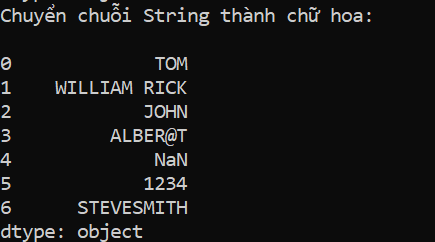 Chuyển chuỗi String thành chữ hoa:
0 TOM
1 WILLIAM RICK
2 JOHN
3 ALBER@T
4 NaN
5 1234
6 STEVESMITH
dtype: object